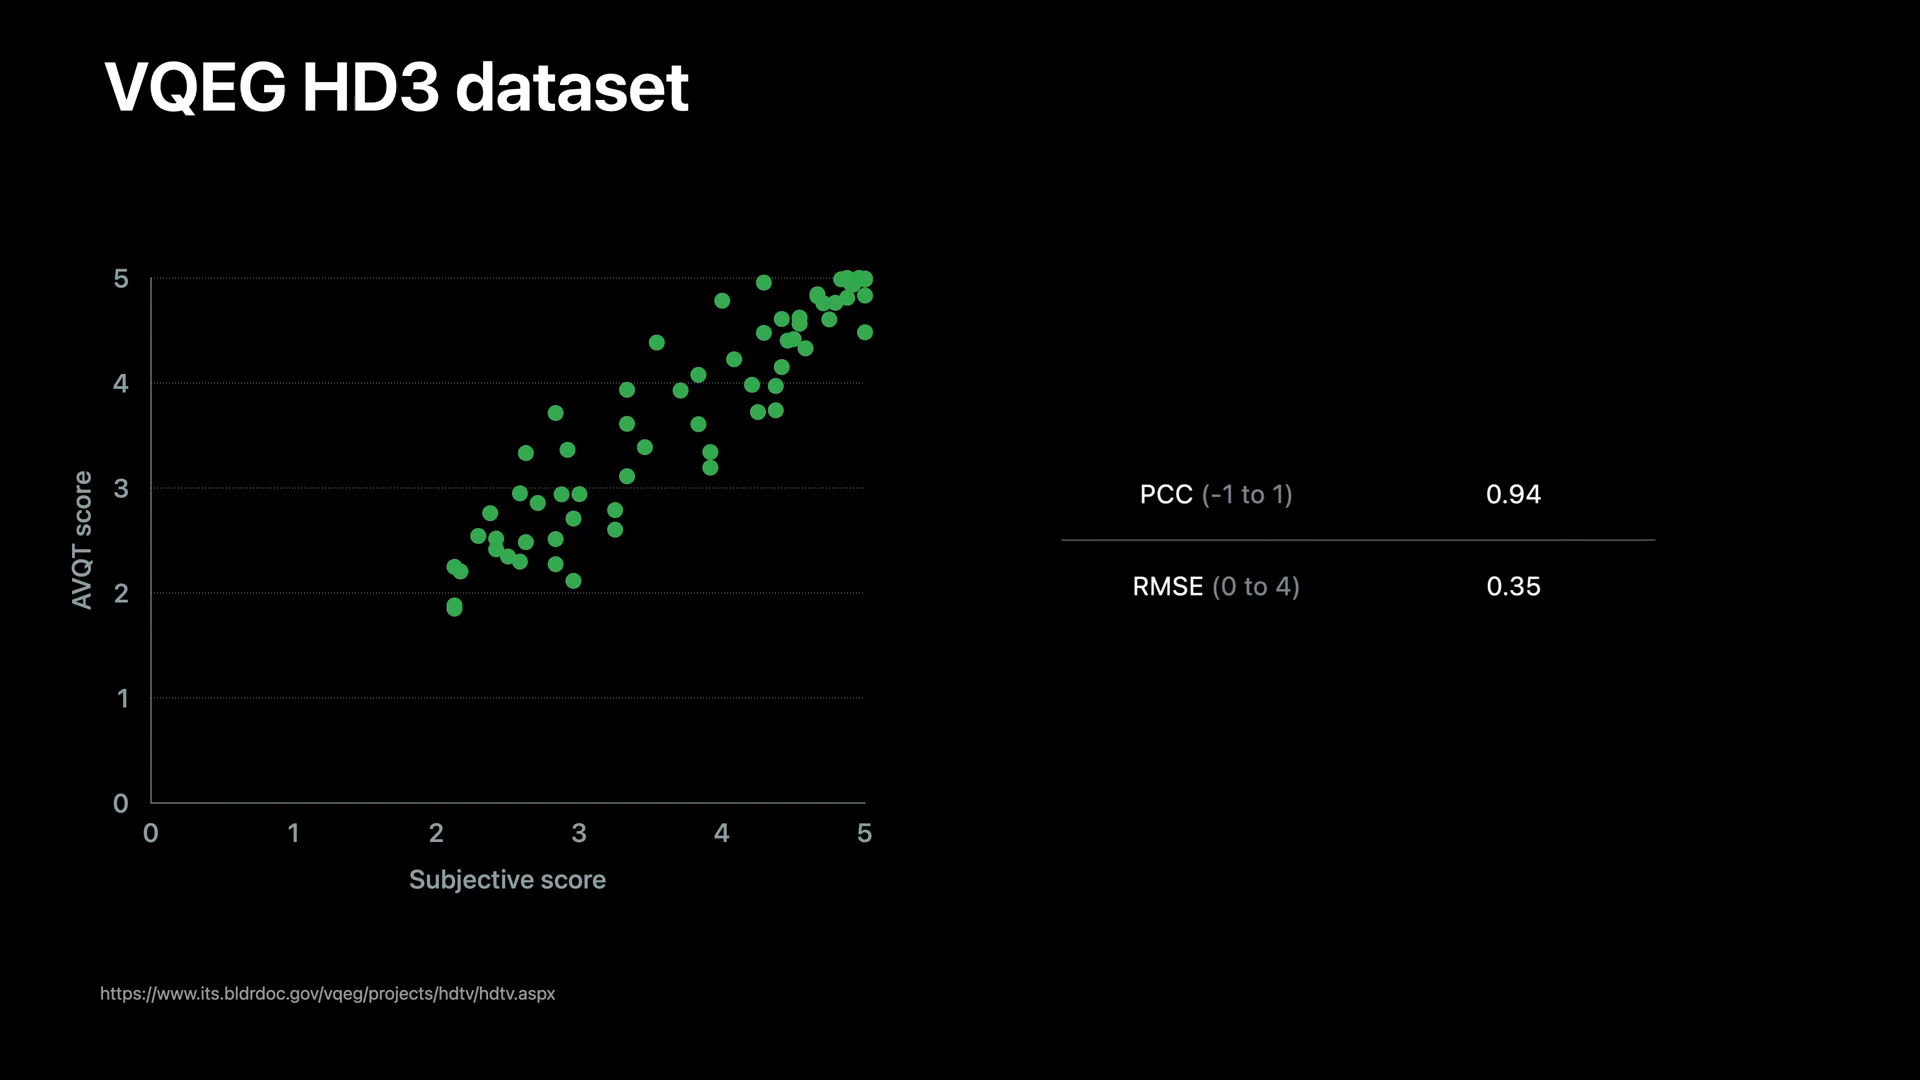 VQEG HD3 dataset
5
4
3
2
1
0
AVQT score
0 1 2 3 4 5
Subjective score
PCC (-1 to 1) 0.94
RMSE (0 to 4) 0.35
https://www.its.bldrdoc.gov/vqeg/projects/hdtv/hdtv.aspx